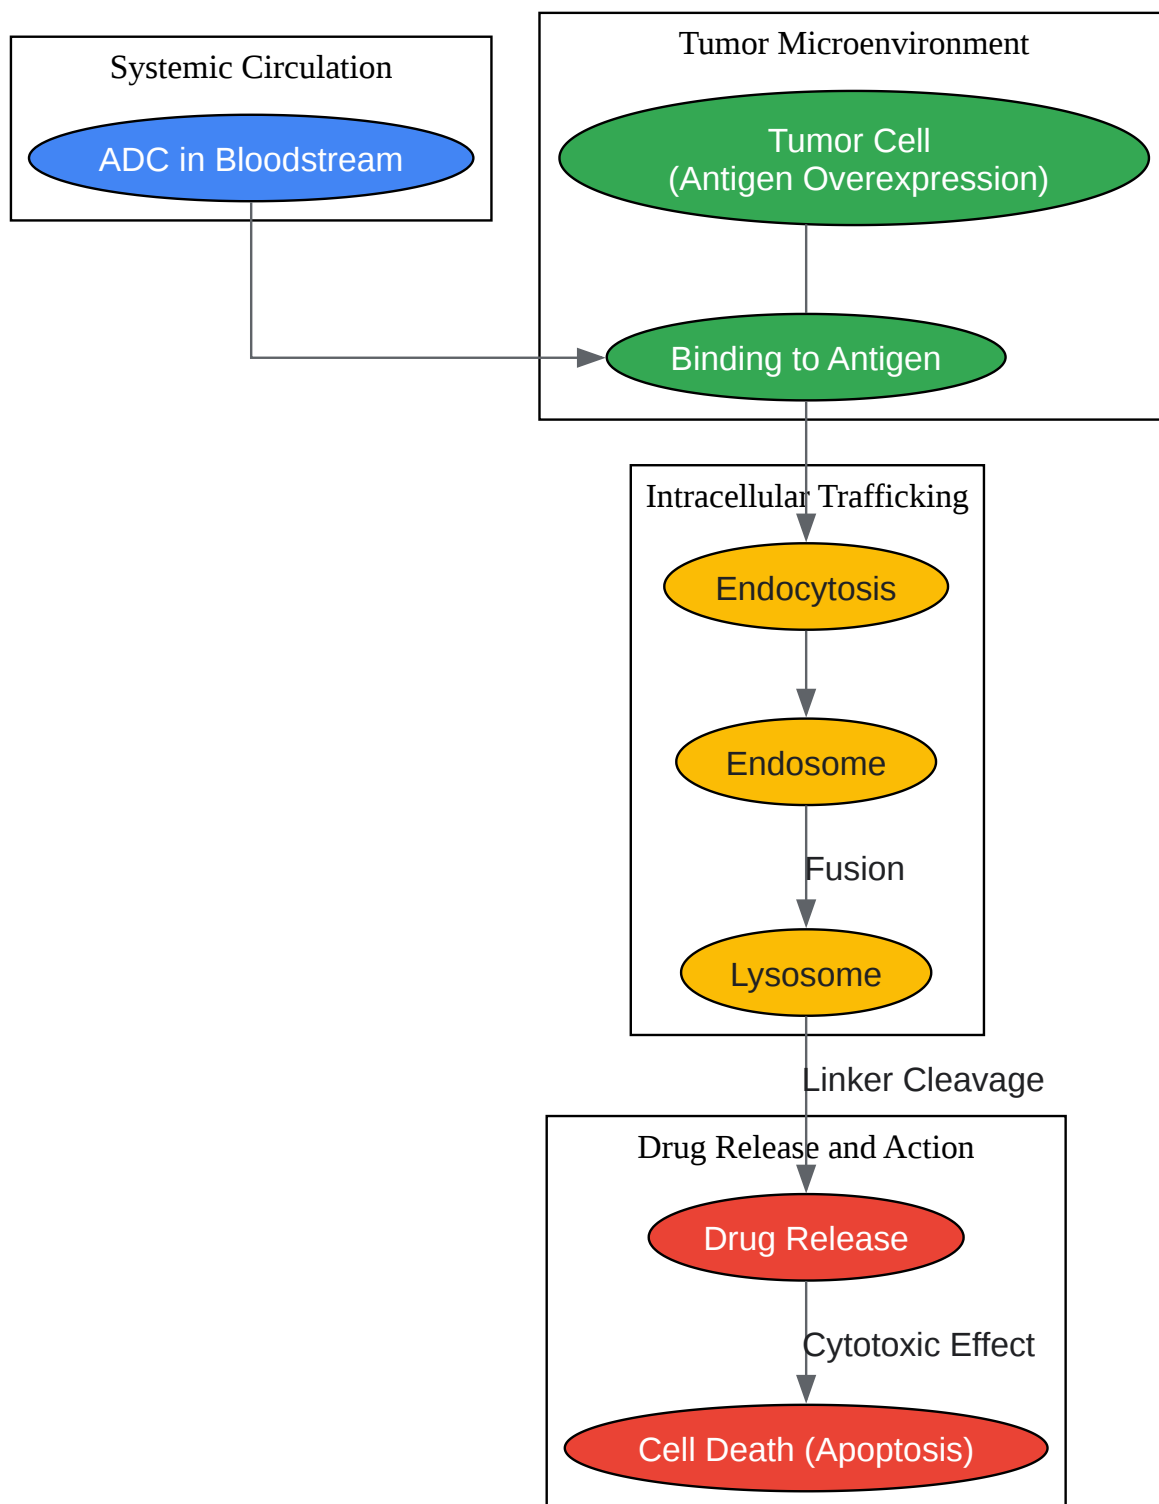 Systemic Circulation
ADC in Bloodstream
Tumor Microenvironment
Tumor Cell
(Antigen Overexpression)
Binding to Antigen
Intracellular Trafficking
Endocytosis
Endosome
Fusion
Lysosome
Linker Cleavage
Drug Release and Action
Drug Release
Cytotoxic Effect
Cell Death (Apoptosis)